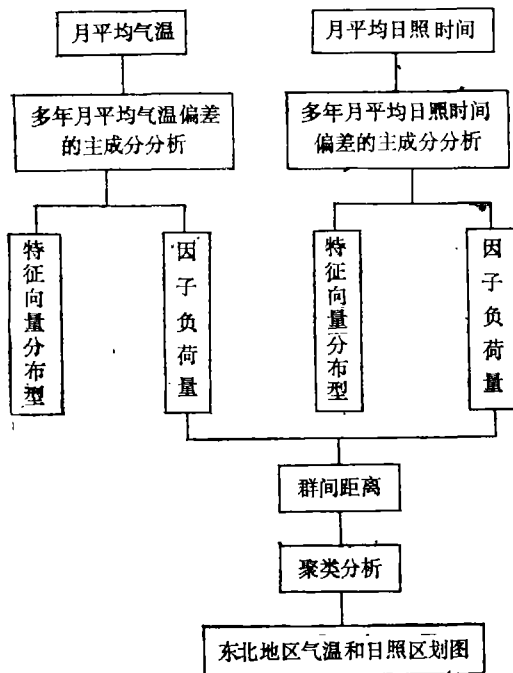 月平均气温
月平均日照时间
多年月平均气温偏差
的主成分分析
多年月平均日照时间
偏差的主成分分析
特征向量分布型
因子负荷量
特征向量分布型
因子负荷量
群间距离
聚类分析
东北地区气温和日照区划图